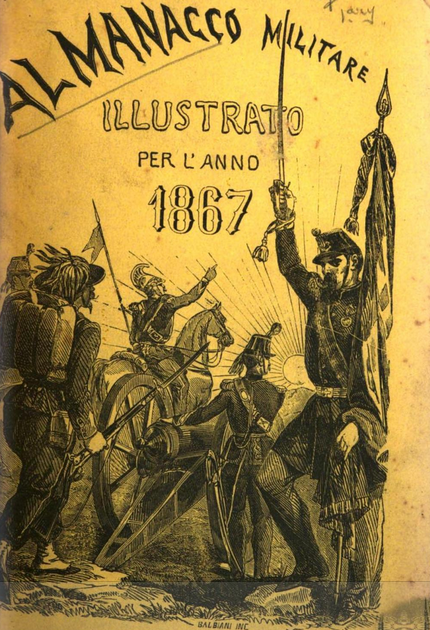 ALMANACCO MILITARE
ILLUSTRATO
PER L'ANNO
1867
BALBIANI INC.